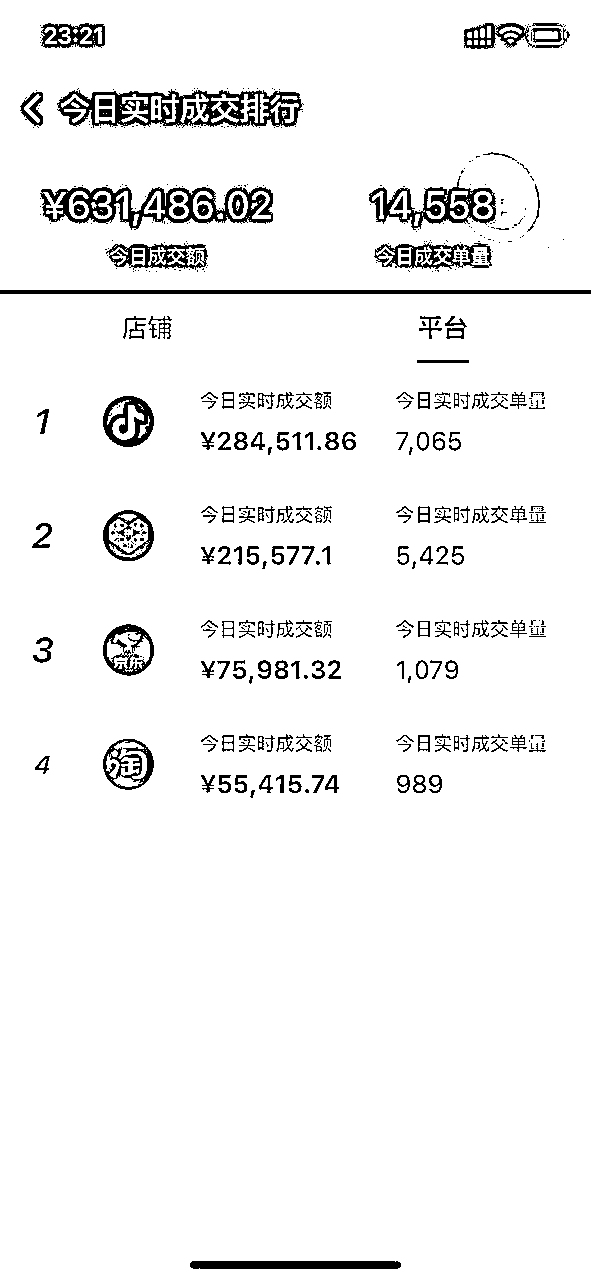 23:21
今日实时成交排行
¥631,486.02 14,558
今日成交额 今日成交单量
店铺 平台
今日实时成交额 今日实时成交单量
1 ¥284,511.86 7,065
今日实时成交额 今日实时成交单量
2 ¥215,577.1 5,425
今日实时成交额 今日实时成交单量
3 京东 ¥75,981.32 1,079
今日实时成交额 今日实时成交单量
4 淘 ¥55,415.74 989